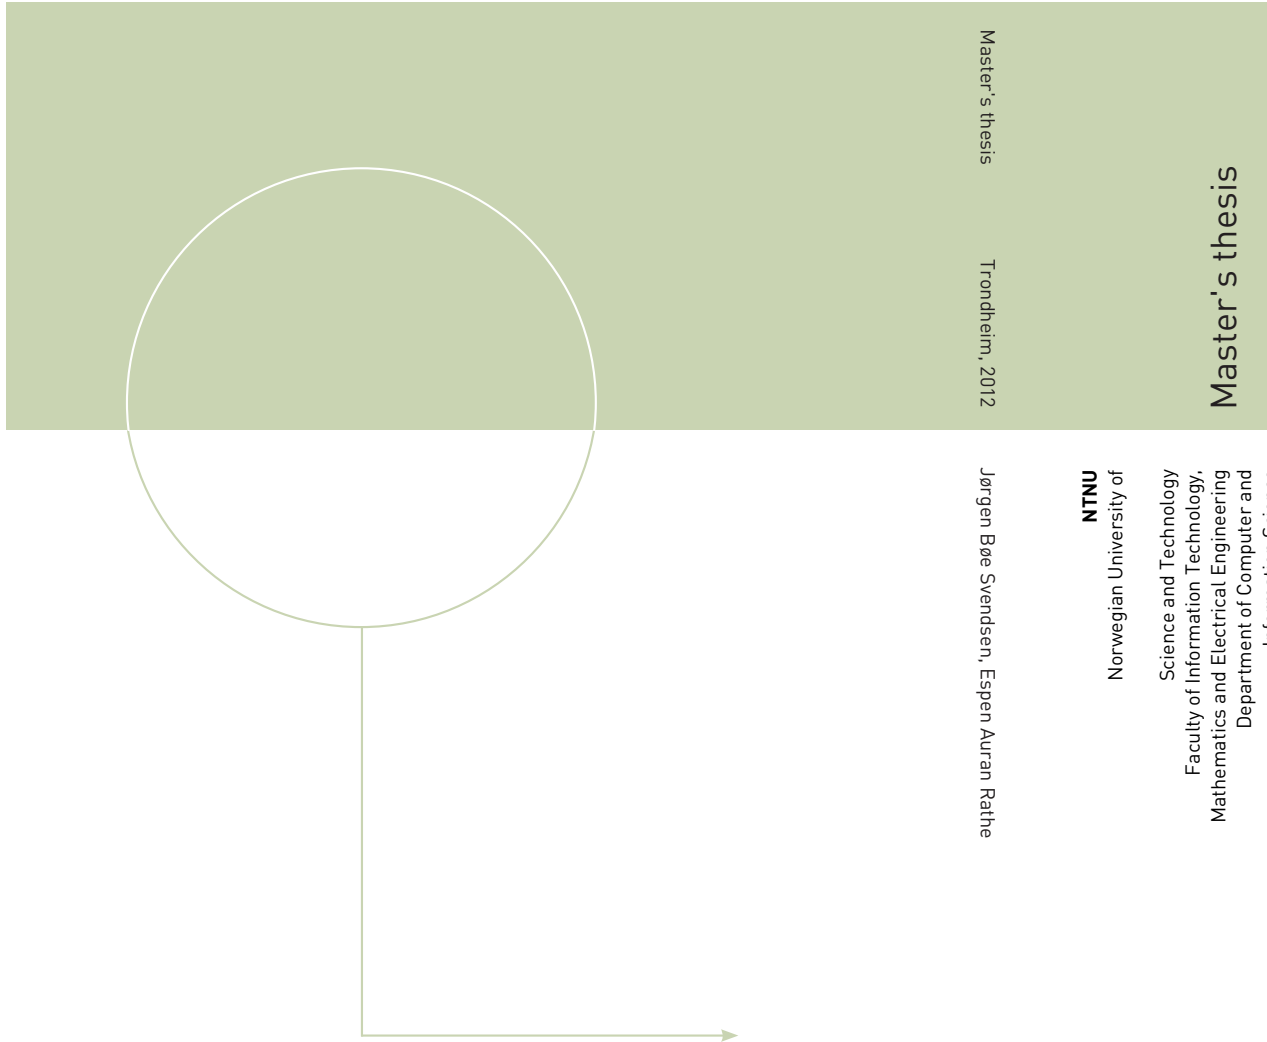 Master's thesis
Trondheim, 2012
Jørgen Bøe Svendsen, Espen Auran Rathe
NTNU
Norwegian University of
Science and Technology
Faculty of Information Technology,
Mathematics and Electrical Engineering
Department of Computer and
Master's thesis